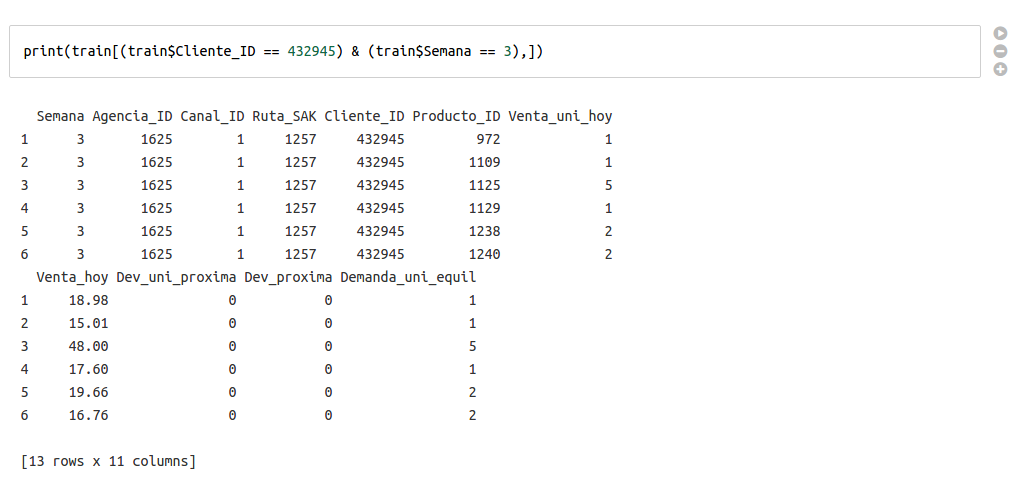 print(train[(train$Cliente_ID == 432945) & (train$Semana == 3),])
Semana Agencia_ID Canal_ID Ruta_SAK Cliente_ID Producto_ID Venta_uni_hoy
1 3 1625 1 1257 432945 972 1
2 3 1625 1 1257 432945 1109 1
3 3 1625 1 1257 432945 1125 5
4 3 1625 1 1257 432945 1129 1
5 3 1625 1 1257 432945 1238 2
6 3 1625 1 1257 432945 1240 2
Venta_hoy Dev_uni_proxima Dev_proxima Demanda_uni_equil
1 18.98 0 0 1
2 15.01 0 0 1
3 48.00 0 0 5
4 17.60 0 0 1
5 19.66 0 0 2
6 16.76 0 0 2
[13 rows x 11 columns]